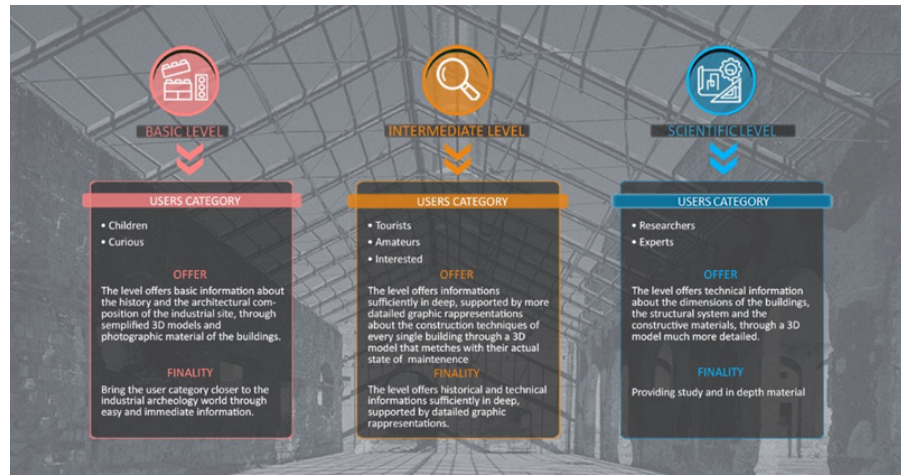 BASIC LEVEL
USERS CATEGORY
• Children
• Curious
OFFER
The level offers basic information about
the history and the architectural com-
position of the industrial site, through
semplified 3D models and
photographic material of the buildings.
FINALITY
Bring the user category closer to the
industrial archeology world through
easy and immediate information.
INTERMEDIATE LEVEL
USERS CATEGORY
• Tourists
• Amateurs
• Interested
OFFER
The level offers informations
sufficiently in deep, supported by more
datailed graphic rappresentations
about the construction techniques of
every single building through a 3D
model that metches with their actual
state of maintenence
FINALITY
The level offers historical and technical
informations sufficiently in deep,
supported by datailed graphic
rappresentations.
SCIENTIFIC LEVEL
USERS CATEGORY
• Researchers
• Experts
OFFER
The level offers technical information
about the dimensions of the buildings,
the structural system and the
constructive materials, through a 3D
model much more detailed.
FINALITY
Providing study and in depth material